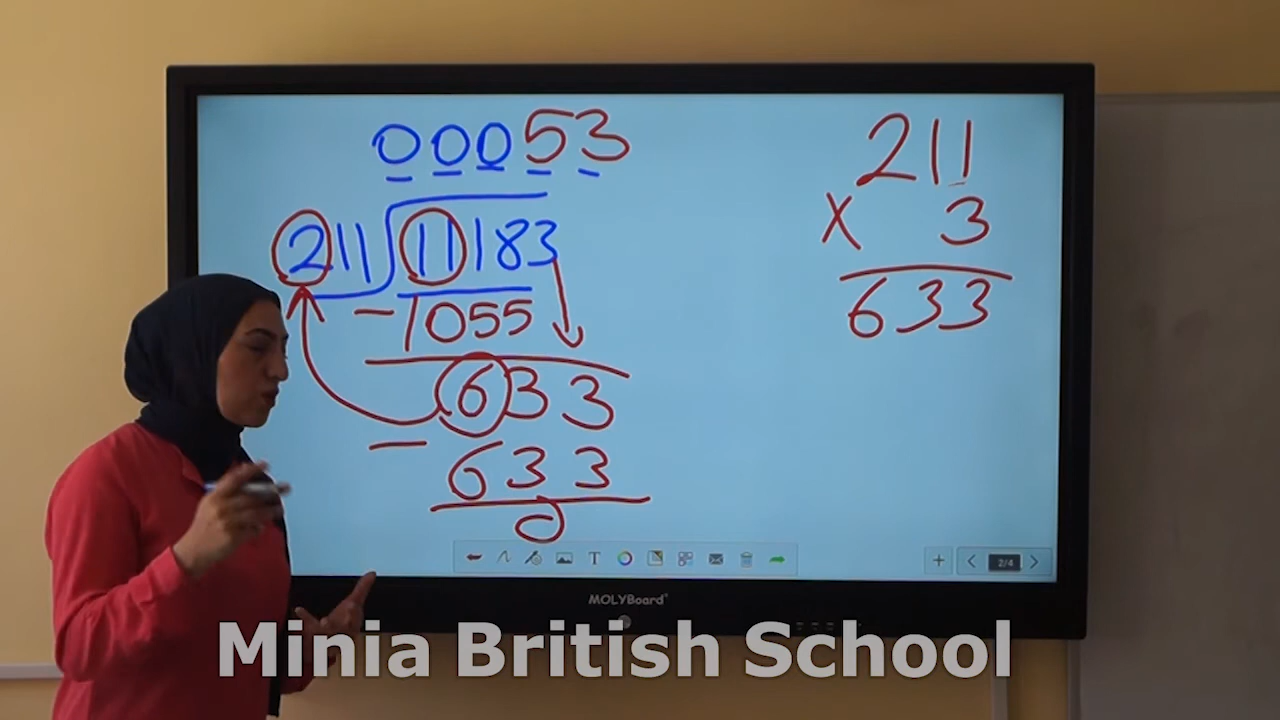 00053
211 11183
-1055
633
- 633
0
211
x 3
633
T
+ < 2/4 >
MOLYBoard
Minia British School